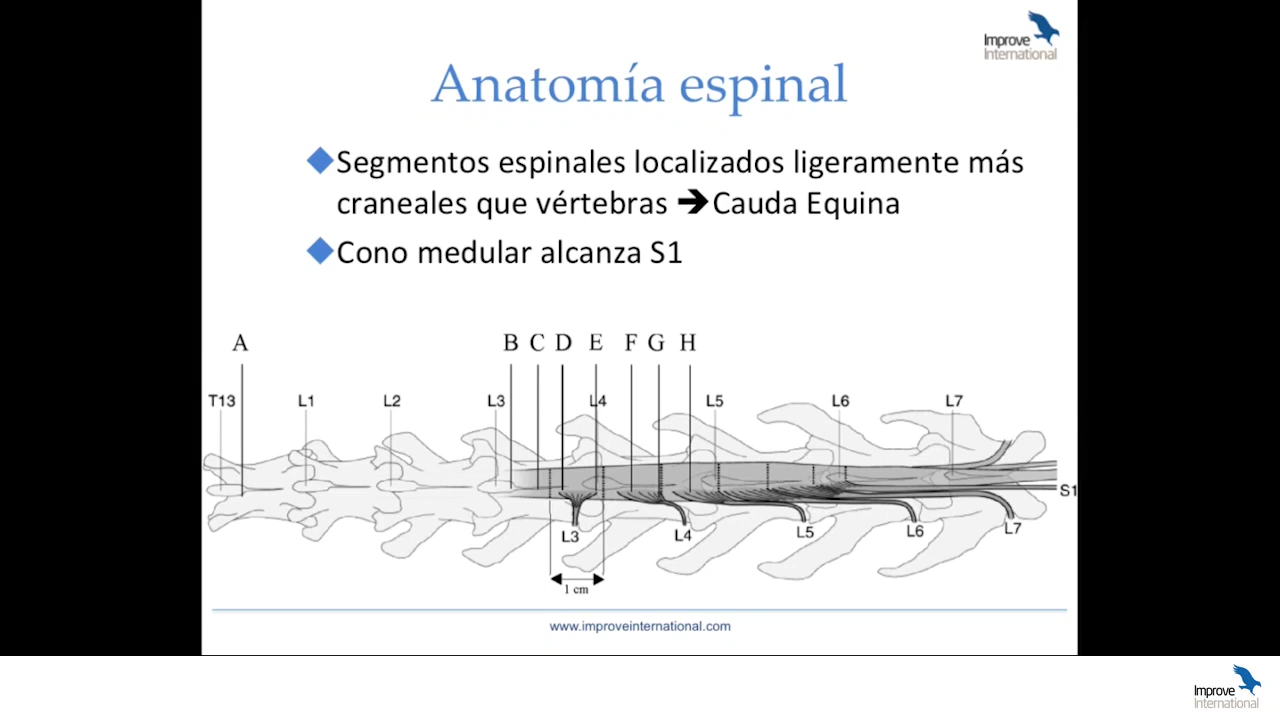 Improve
International
Anatomía espinal
Segmentos espinales localizados ligeramente más
craneales que vértebras ➔Cauda Equina
Cono medular alcanza S1
A B C D E F G H
T13 L1 L2 L3 L4 L5 L6 L7
S1
L3 L4 L5 L6 L7
1 cm
www.improveinternational.com
Improve
International